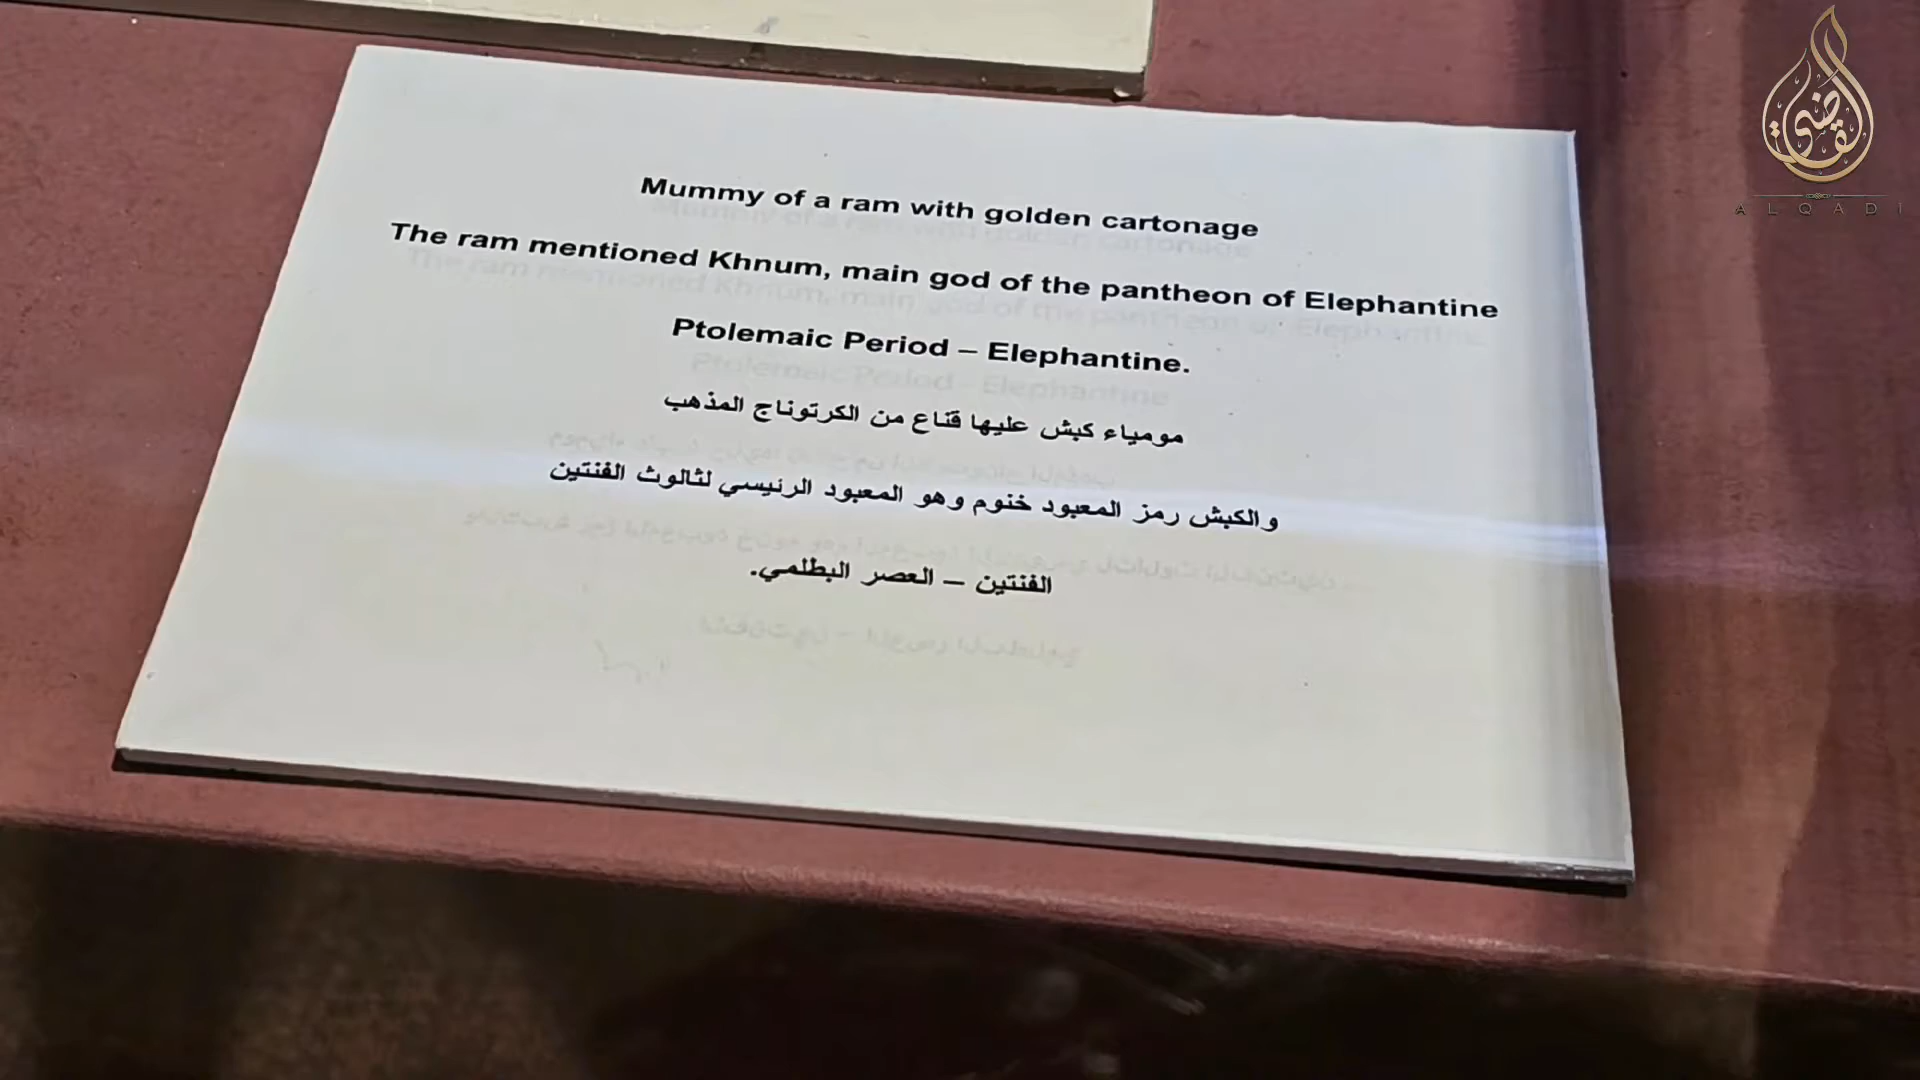 Mummy of a ram with golden cartonage
The ram mentioned Khnum, main god of the pantheon of Elephantine
Ptolemaic Period – Elephantine.
مومياء كبش عليها قناع من الكرتوناج المذهب
والكبش رمز المعبود خنوم وهو المعبود الرئيسي لثالوث الفنتين
الفنتين – العصر البطلمي.
القاضي
ALQADI